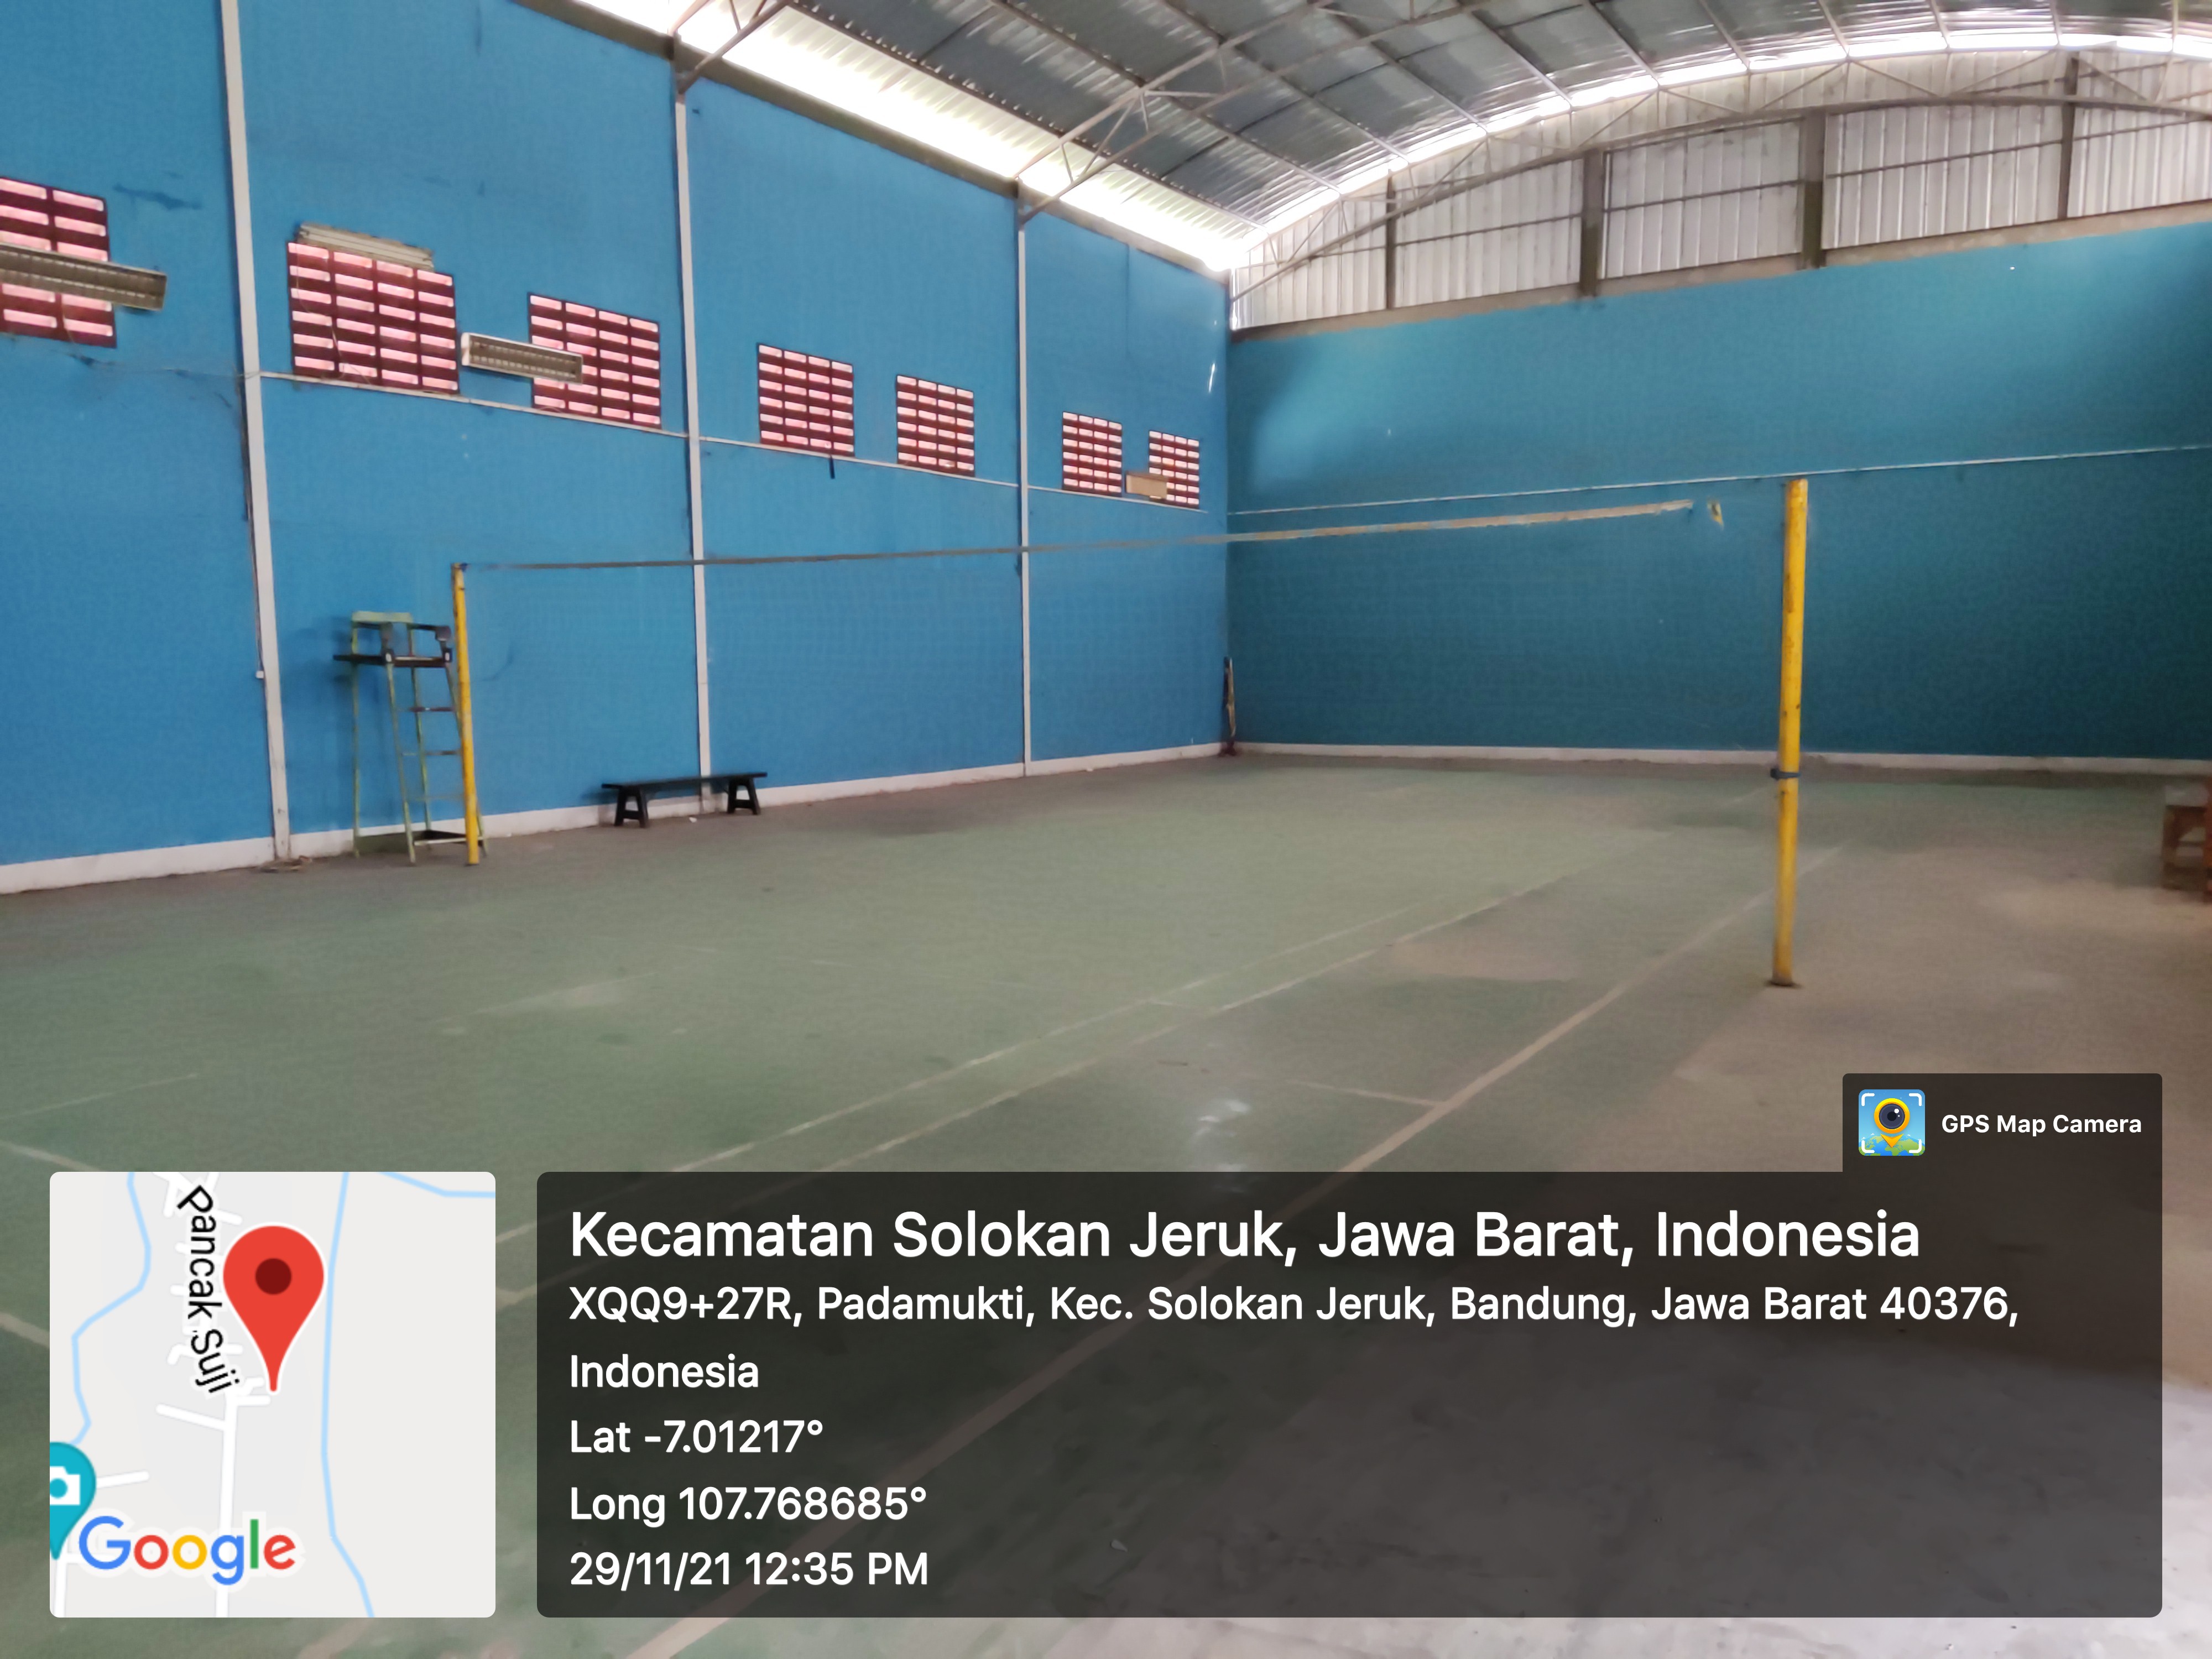 GPS Map Camera
Pancak Suji
Google
Kecamatan Solokan Jeruk, Jawa Barat, Indonesia
XQQ9+27R, Padamukti, Kec. Solokan Jeruk, Bandung, Jawa Barat 40376,
Indonesia
Lat -7.01217°
Long 107.768685°
29/11/21 12:35 PM